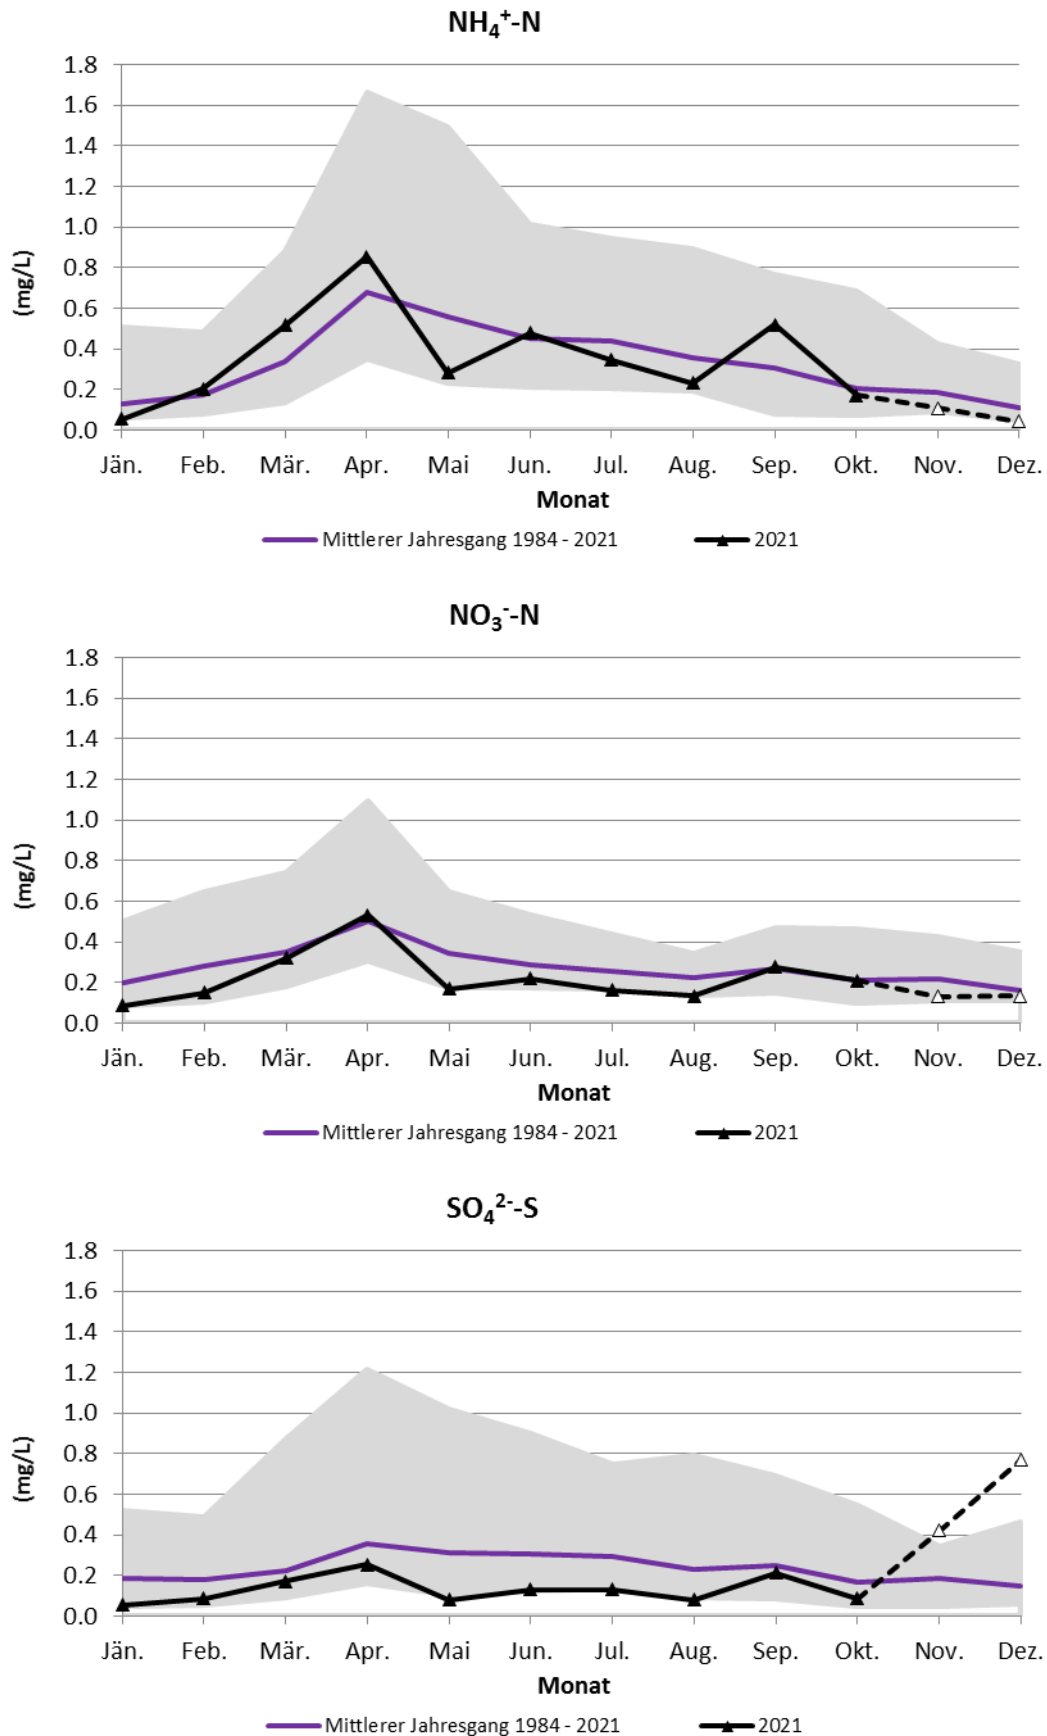 NH₄⁺-N
1.8
1.6
1.4
1.2
1.0
0.8
0.6
0.4
0.2
0.0
(mg/L)
Jän. Feb. Mär. Apr. Mai Jun. Jul. Aug. Sep. Okt. Nov. Dez.
Monat
Mittlerer Jahresgang 1984 - 2021 2021
NO₃⁻-N
1.8
1.6
1.4
1.2
1.0
0.8
0.6
0.4
0.2
0.0
(mg/L)
Jän. Feb. Mär. Apr. Mai Jun. Jul. Aug. Sep. Okt. Nov. Dez.
Monat
Mittlerer Jahresgang 1984 - 2021 2021
SO₄²⁻-S
1.8
1.6
1.4
1.2
1.0
0.8
0.6
0.4
0.2
0.0
(mg/L)
Jän. Feb. Mär. Apr. Mai Jun. Jul. Aug. Sep. Okt. Nov. Dez.
Monat
Mittlerer Jahresgang 1984 - 2021 2021